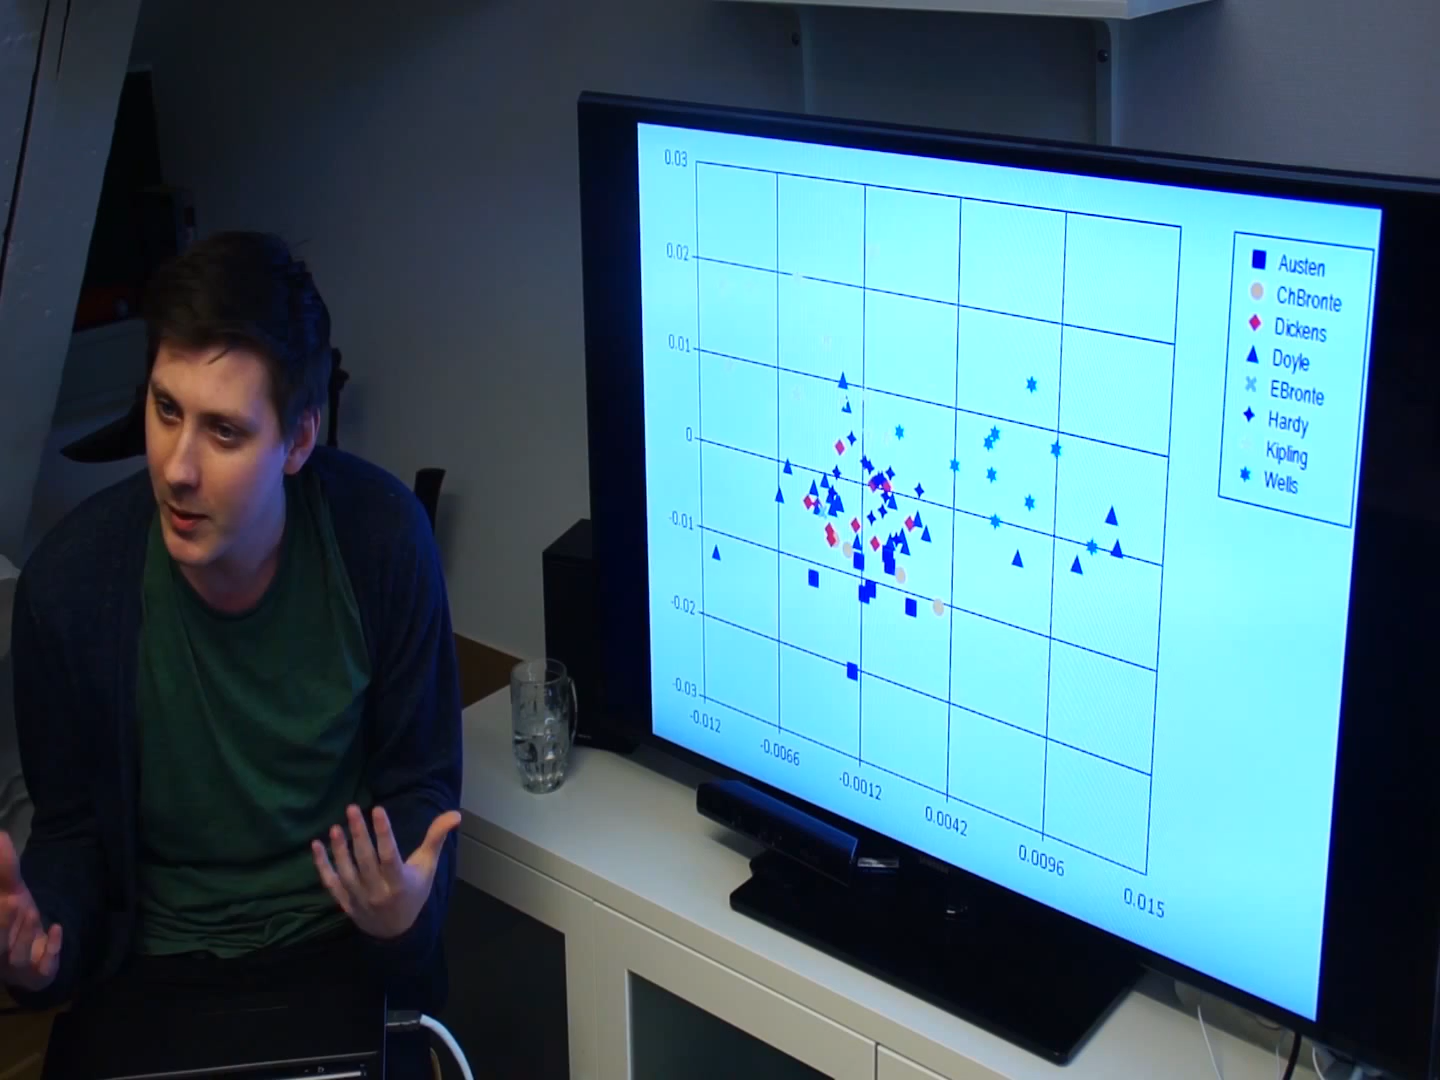 0.03
0.02
0.01
0
-0.01
-0.02
-0.03
-0.012
-0.0066
-0.0012
0.0042
0.0096
0.015
Austen
ChBronte
Dickens
Doyle
EBronte
Hardy
Kipling
Wells